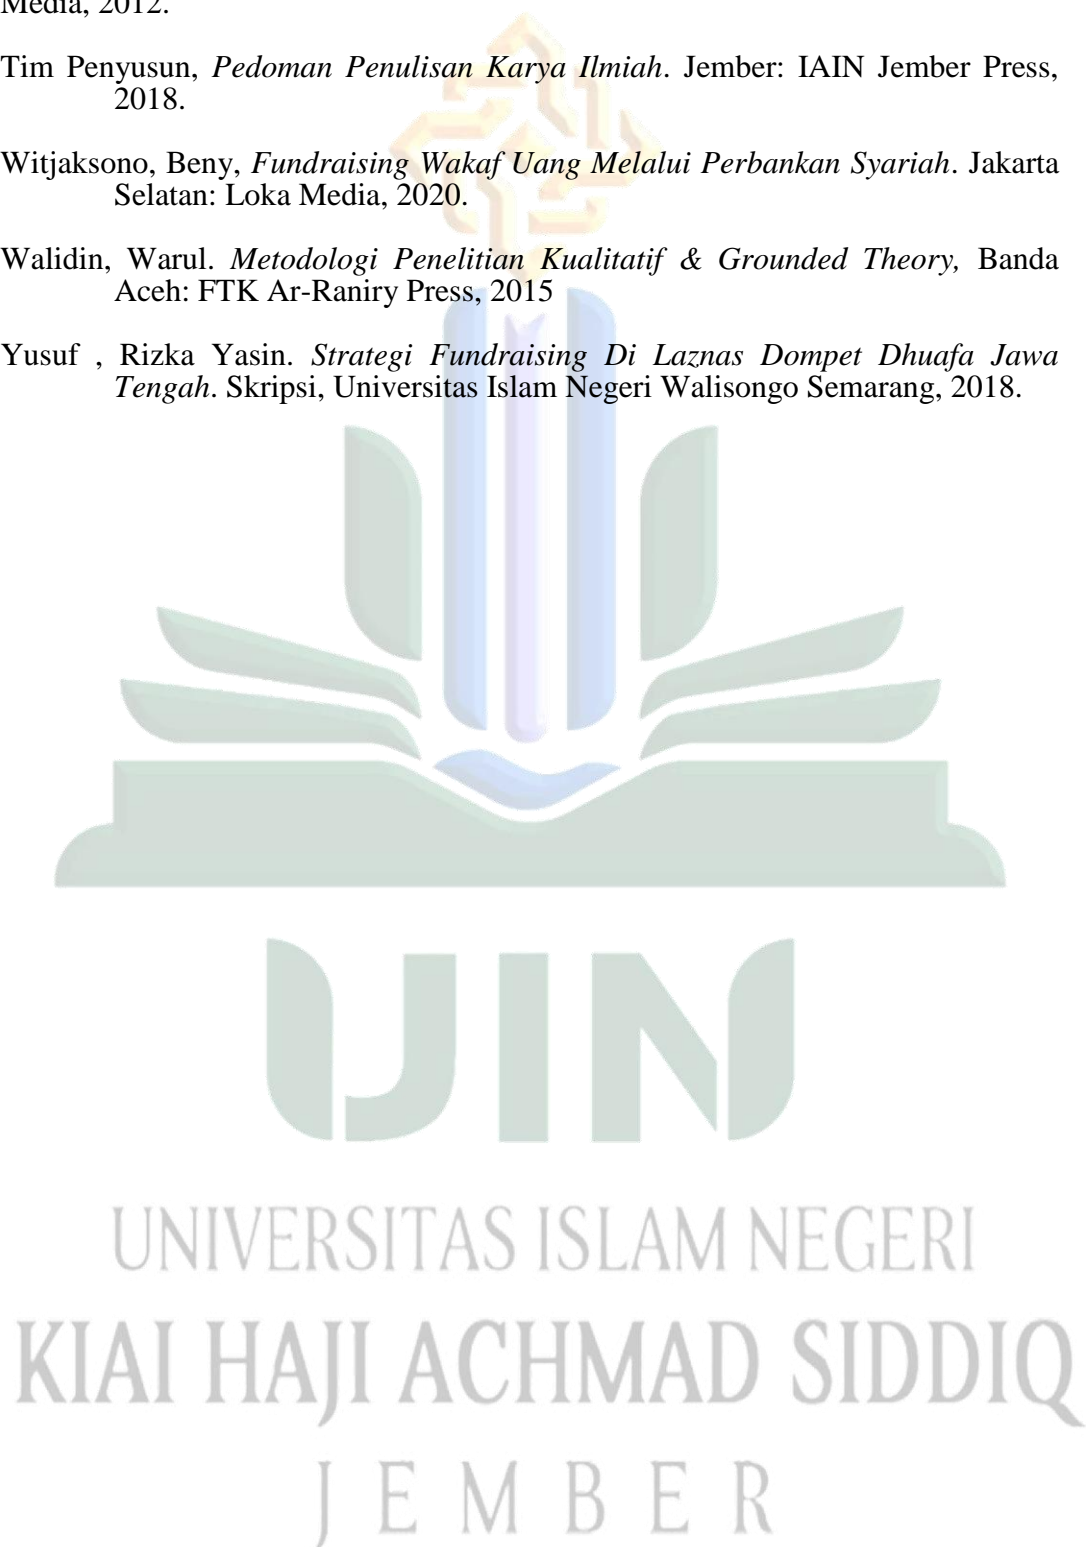 Media, 2012.
Tim Penyusun, Pedoman Penulisan Karya Ilmiah. Jember: IAIN Jember Press,
2018.
Witjaksono, Beny, Fundraising Wakaf Uang Melalui Perbankan Syariah. Jakarta
Selatan: Loka Media, 2020.
Walidin, Warul. Metodologi Penelitian Kualitatif & Grounded Theory, Banda
Aceh: FTK Ar-Raniry Press, 2015
Yusuf , Rizka Yasin. Strategi Fundraising Di Laznas Dompet Dhuafa Jawa
Tengah. Skripsi, Universitas Islam Negeri Walisongo Semarang, 2018.
UIN
UNIVERSITAS ISLAM NEGERI
KIAI HAJI ACHMAD SIDDIQ
JEMBER